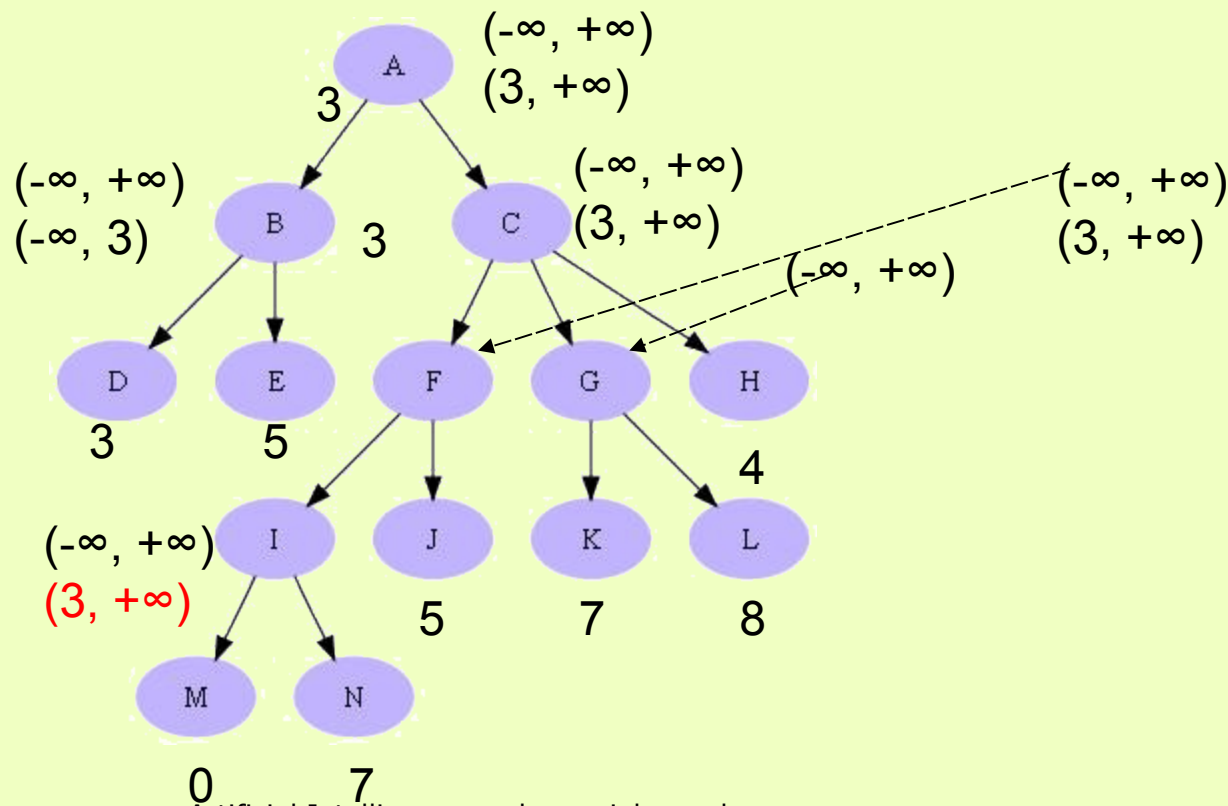 (-∞, +∞)
A
(3, +∞)
3
(-∞, +∞)
(-∞, +∞)
(-∞, +∞)
B
3
C
(-∞, 3)
(3, +∞)
(3, +∞)
(-∞, +∞)
D
E
F
G
H
3
5
4
(-∞, +∞)
I
J
K
L
(3, +∞)
5
7
8
M
N
0
7